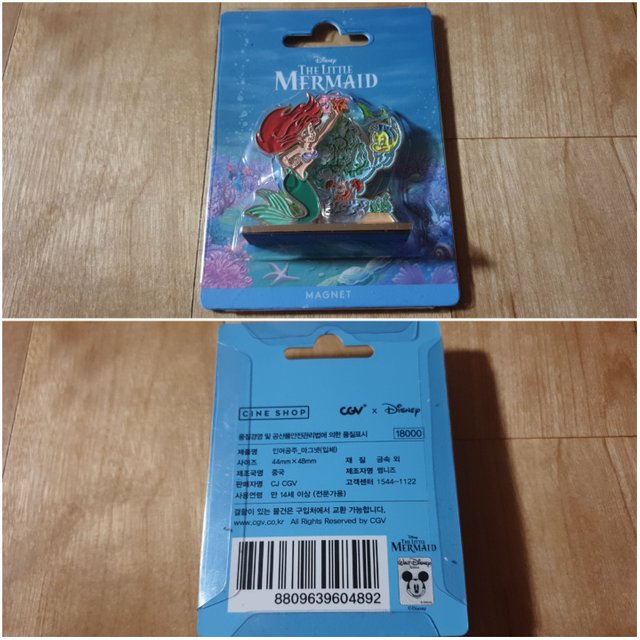 Disney
THE LITTLE
MERMAID
MAGNET
CINE SHOP
CGV × Disney
품질경영 및 공산품안전관리법에 의한 품질표시
18000
제품명 인어공주_마그넷(입체)
사이즈 44mm×48mm 재 질 금속 외
제조국명 중국 제조자명 엠니즈
판매자명 CJ CGV 고객센터 1544-1122
사용연령 만 14세 이상 (전문가용)
결함이 있는 물건은 구입처에서 교환 가능합니다.
www.cgv.co.kr All Rights Reserved by CGV
Disney
THE LITTLE
MERMAID
WALT DISNEY
©Disney
8809639604892